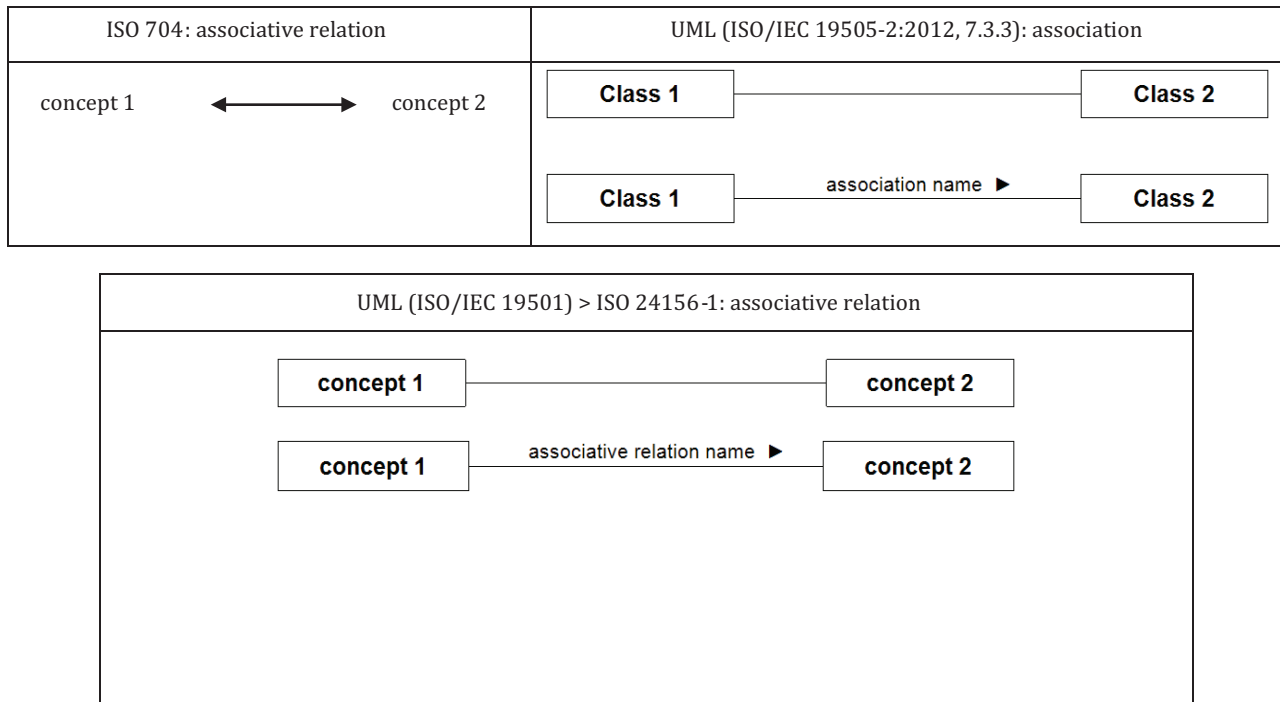 ISO 704: associative relation
UML (ISO/IEC 19505-2:2012, 7.3.3): association
concept 1
concept 2
Class 1
Class 2
association name ►
Class 1
Class 2
UML (ISO/IEC 19501) > ISO 24156-1: associative relation
concept 1
concept 2
associative relation name ►
concept 1
concept 2